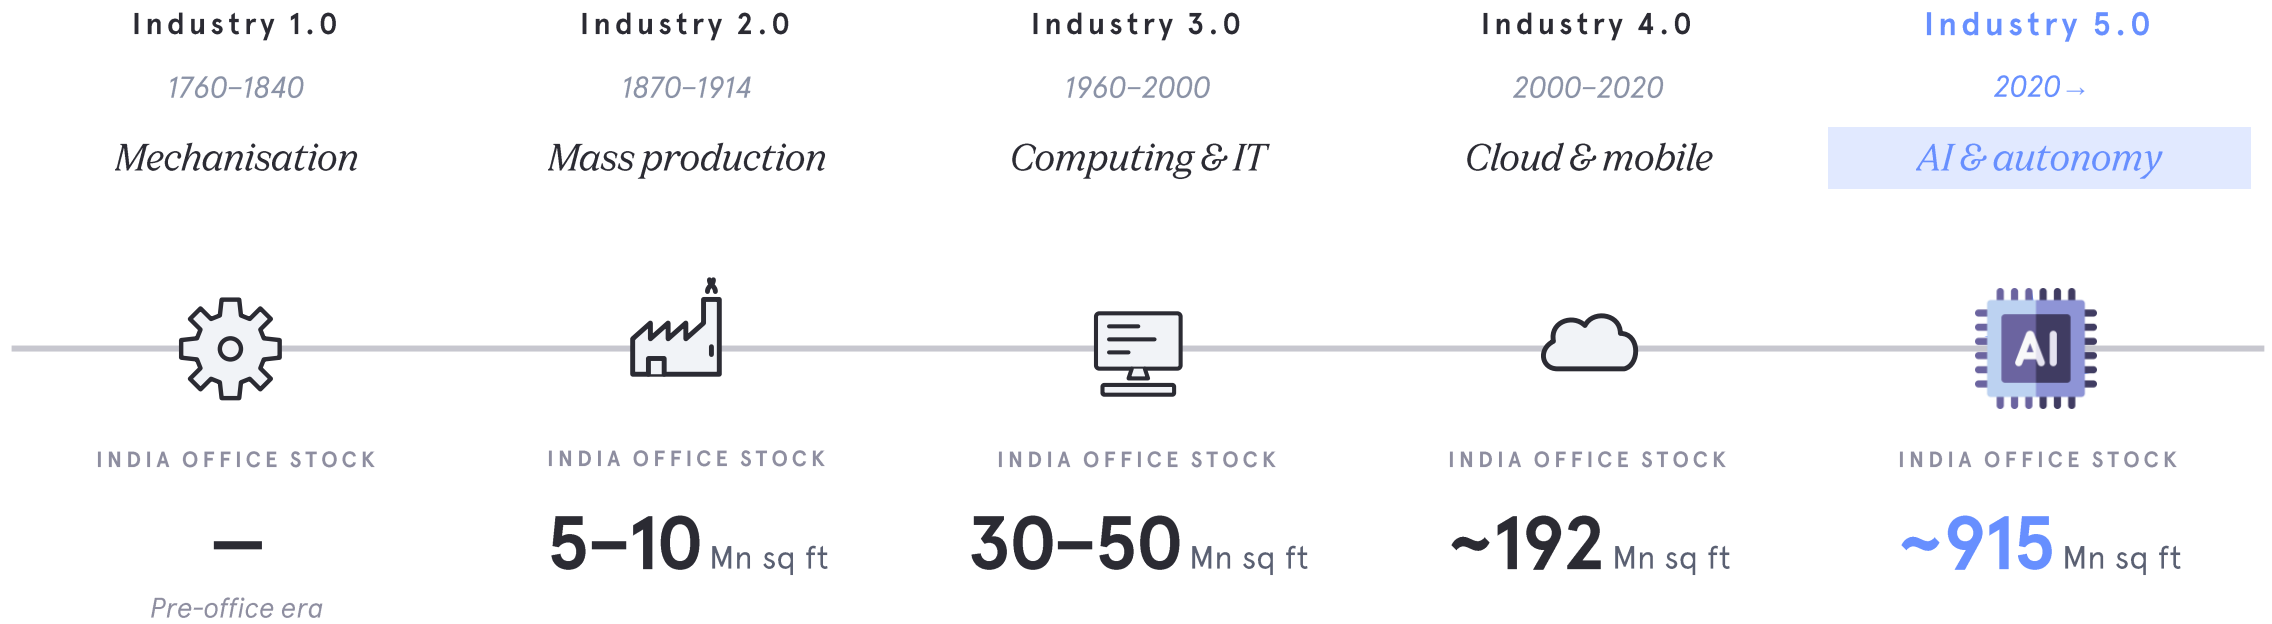 Industry 1.0
1760–1840
Mechanisation
INDIA OFFICE STOCK
–
Pre-office era
Industry 2.0
1870–1914
Mass production
INDIA OFFICE STOCK
5–10 Mn sq ft
Industry 3.0
1960–2000
Computing & IT
INDIA OFFICE STOCK
30–50 Mn sq ft
Industry 4.0
2000–2020
Cloud & mobile
INDIA OFFICE STOCK
~192 Mn sq ft
Industry 5.0
2020→
AI & autonomy
AI
INDIA OFFICE STOCK
~915 Mn sq ft